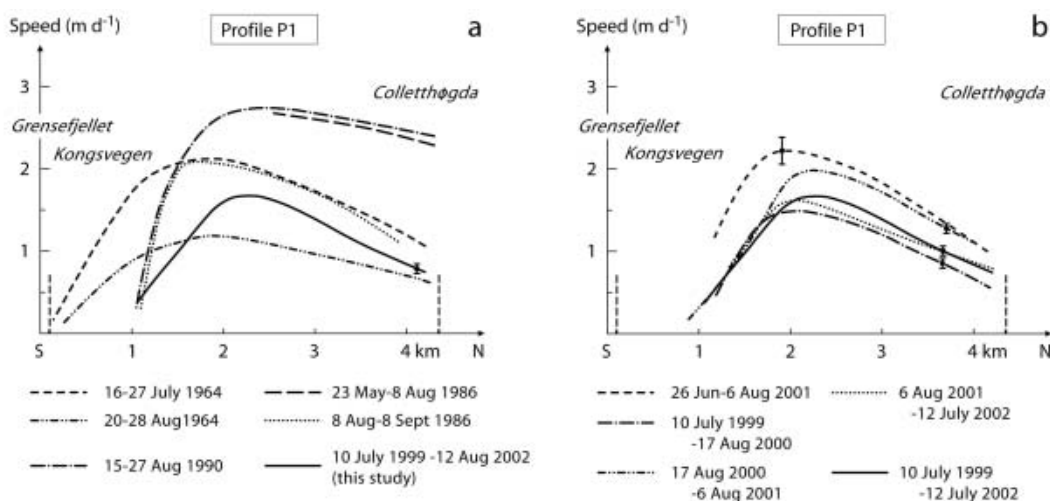 Speed (m d-1)
Profile P1
a
3
Colletthøgda
Grensefjellet
Kongsvegen
2
1
S
1
2
3
4 km
N
16-27 July 1964
23 May-8 Aug 1986
20-28 Aug1964
8 Aug-8 Sept 1986
15-27 Aug 1990
10 July 1999 -12 Aug 2002
(this study)
Speed (m d-1)
Profile P1
b
3
Colletthøgda
Grensefjellet
Kongsvegen
2
1
S
1
2
3
4 km
N
26 Jun-6 Aug 2001
6 Aug 2001
-12 July 2002
10 July 1999
-17 Aug 2000
17 Aug 2000
-6 Aug 2001
10 July 1999
-12 July 2002